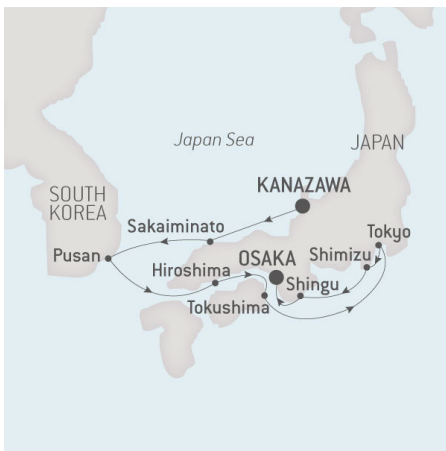 Japan Sea
JAPAN
KANAZAWA
SOUTH
KOREA
Sakaiminato
Tokyo
Pusan
OSAKA
Shimizu
Hiroshima
Shingu
Tokushima